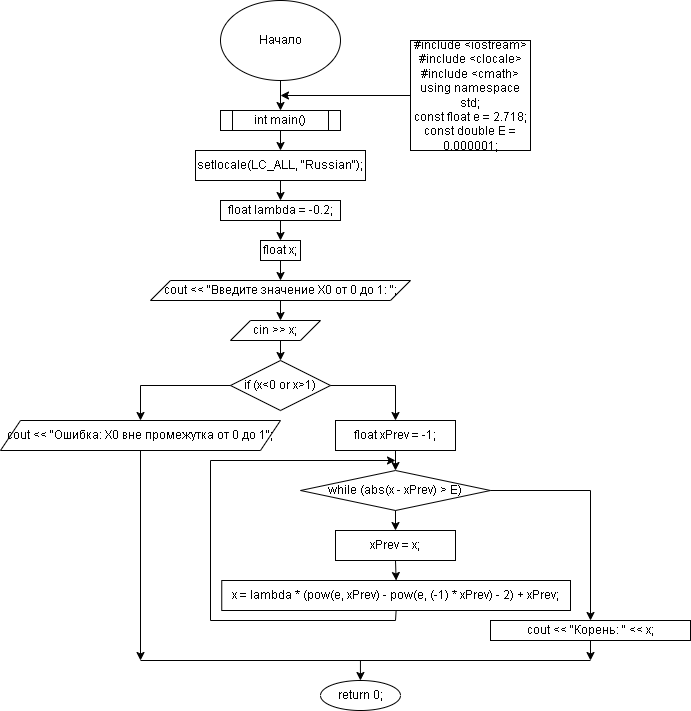 Начало
#include <iostream>
#include <clocale>
#include <cmath>
using namespace
std;
const float e = 2.718;
const double E =
0.000001;
int main()
setlocale(LC_ALL, "Russian");
float lambda = -0.2;
float x;
cout << "Введите значение X0 от 0 до 1: ";
cin >> x;
if (x<0 or x>1)
cout << "Ошибка: X0 вне промежутка от 0 до 1";
float xPrev = -1;
while (abs(x - xPrev) > E)
xPrev = x;
x = lambda * (pow(e, xPrev) - pow(e, (-1) * xPrev) - 2) + xPrev;
cout << "Корень: " << x;
return 0;